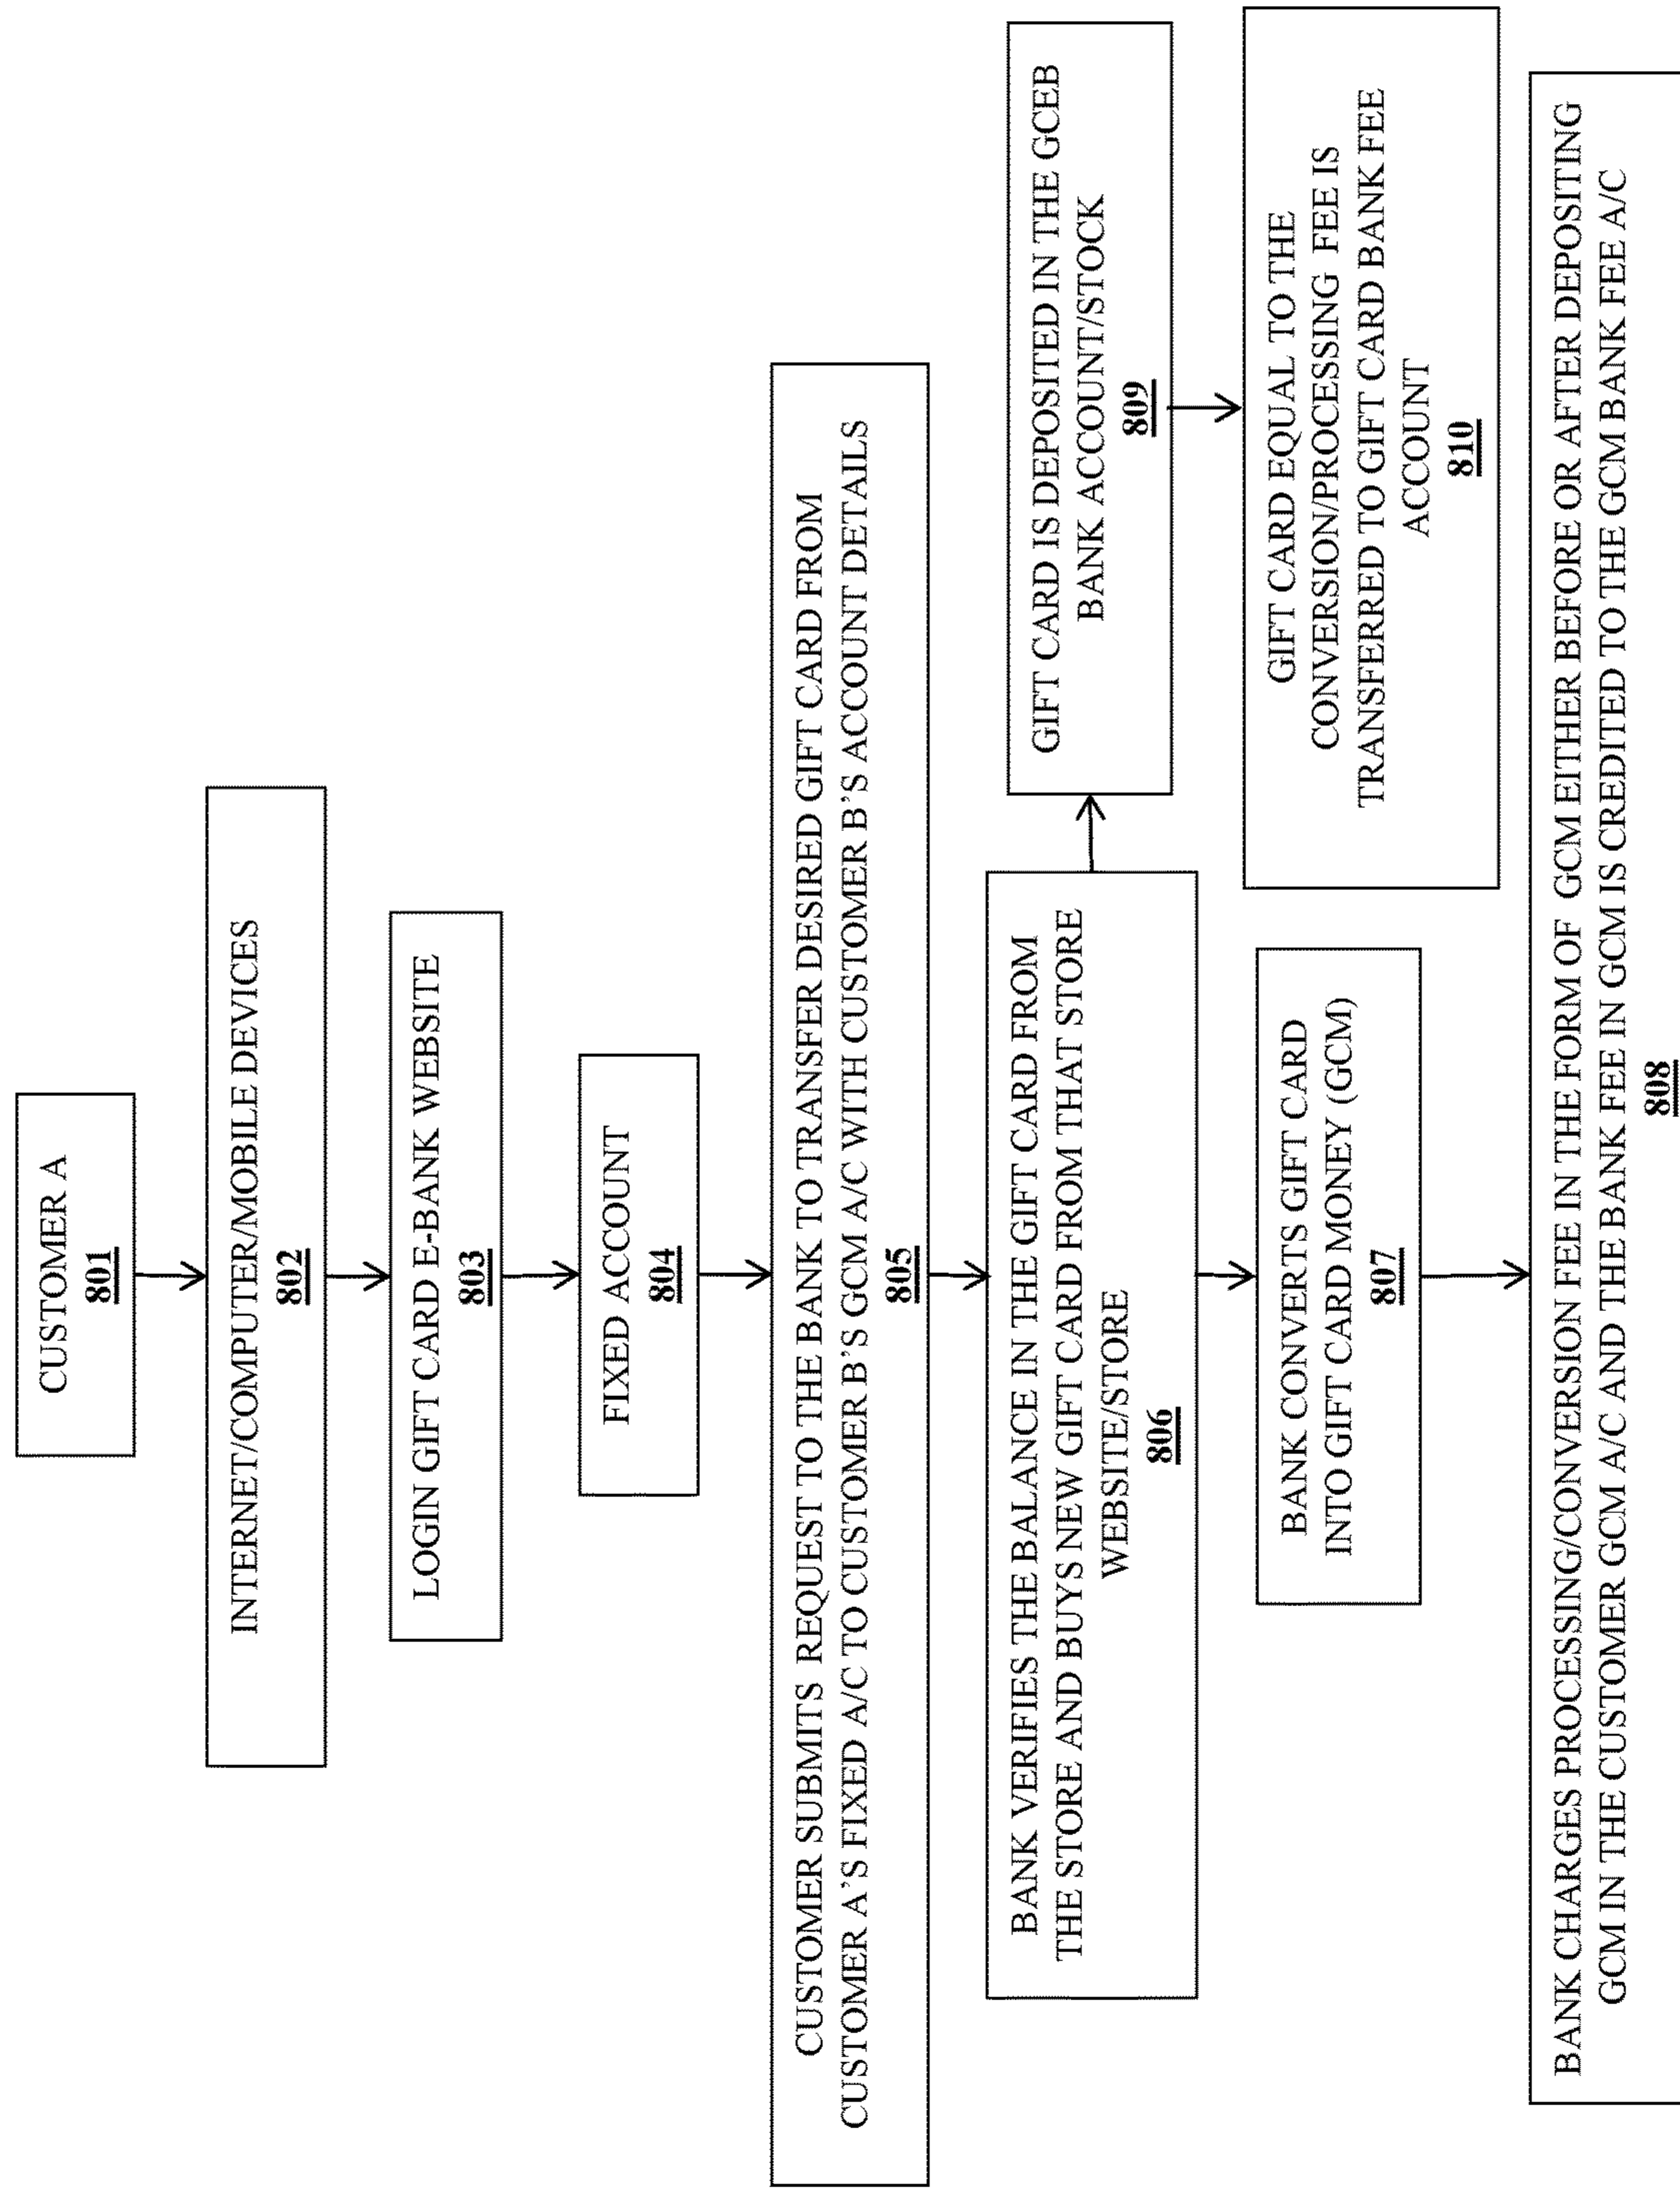 CUSTOMER A
801
INTERNET/COMPUTER/MOBILE DEVICES
802
LOGIN GIFT CARD E-BANK WEBSITE
803
FIXED ACCOUNT
804
CUSTOMER SUBMITS REQUEST TO THE BANK TO TRANSFER DESIRED GIFT CARD FROM
CUSTOMER A'S FIXED A/C TO CUSTOMER B'S GCM A/C WITH CUSTOMER B'S ACCOUNT DETAILS
805
BANK VERIFIES THE BALANCE IN THE GIFT CARD FROM
THE STORE AND BUYS NEW GIFT CARD FROM THAT STORE
WEBSITE/STORE
806
GIFT CARD IS DEPOSITED IN THE GCEB
BANK ACCOUNT/STOCK
809
BANK CONVERTS GIFT CARD
INTO GIFT CARD MONEY (GCM)
807
GIFT CARD EQUAL TO THE
CONVERSION/PROCESSING FEE IS
TRANSFERRED TO GIFT CARD BANK FEE
ACCOUNT
810
BANK CHARGES PROCESSING/CONVERSION FEE IN THE FORM OF GCM EITHER BEFORE OR AFTER DEPOSITING
GCM IN THE CUSTOMER GCM A/C AND THE BANK FEE IN GCM IS CREDITED TO THE GCM BANK FEE A/C
808